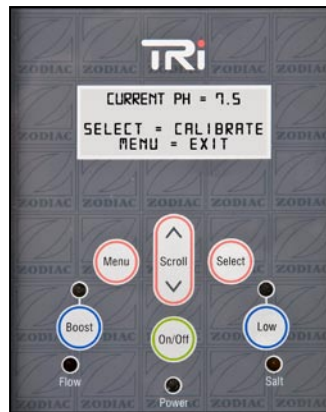 TRi
CURRENT PH = 7.5
SELECT = CALIBRATE
MENU = EXIT
Menu
Scroll
Select
Boost
On/Off
Low
Flow
Power
Salt
ZODIAC